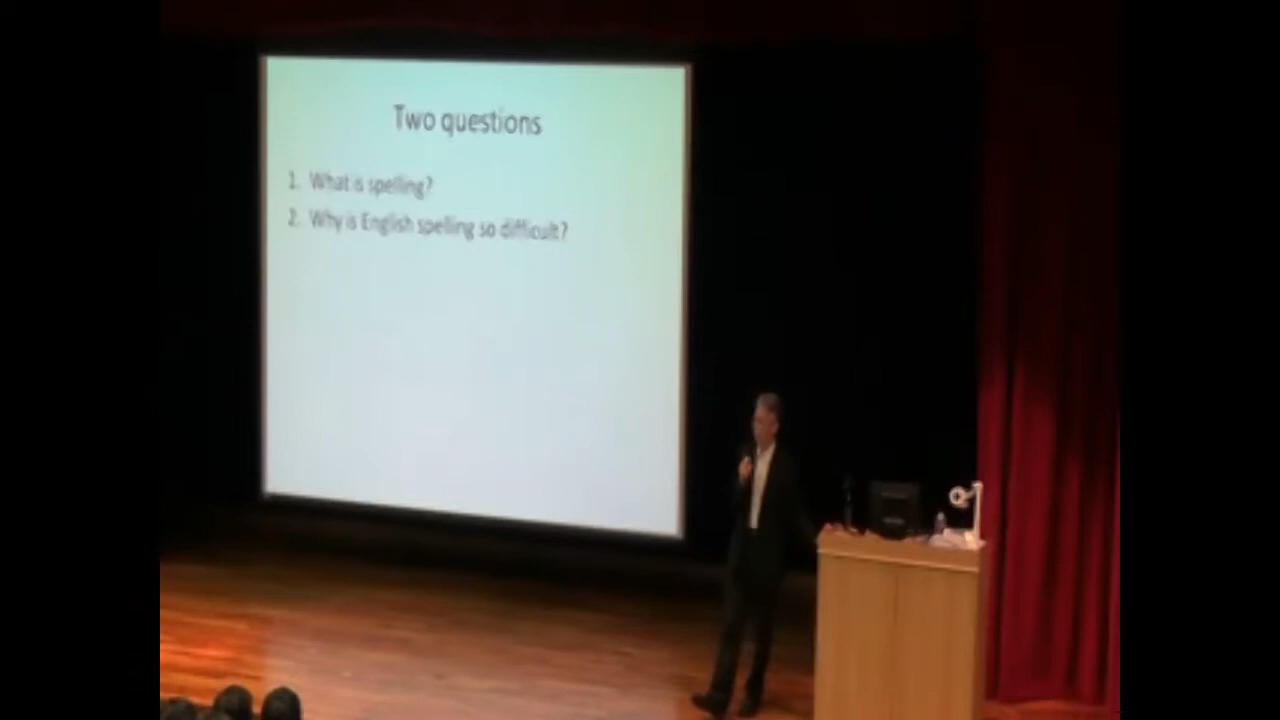 Two questions
1. What is spelling?
2. Why is English spelling so difficult?